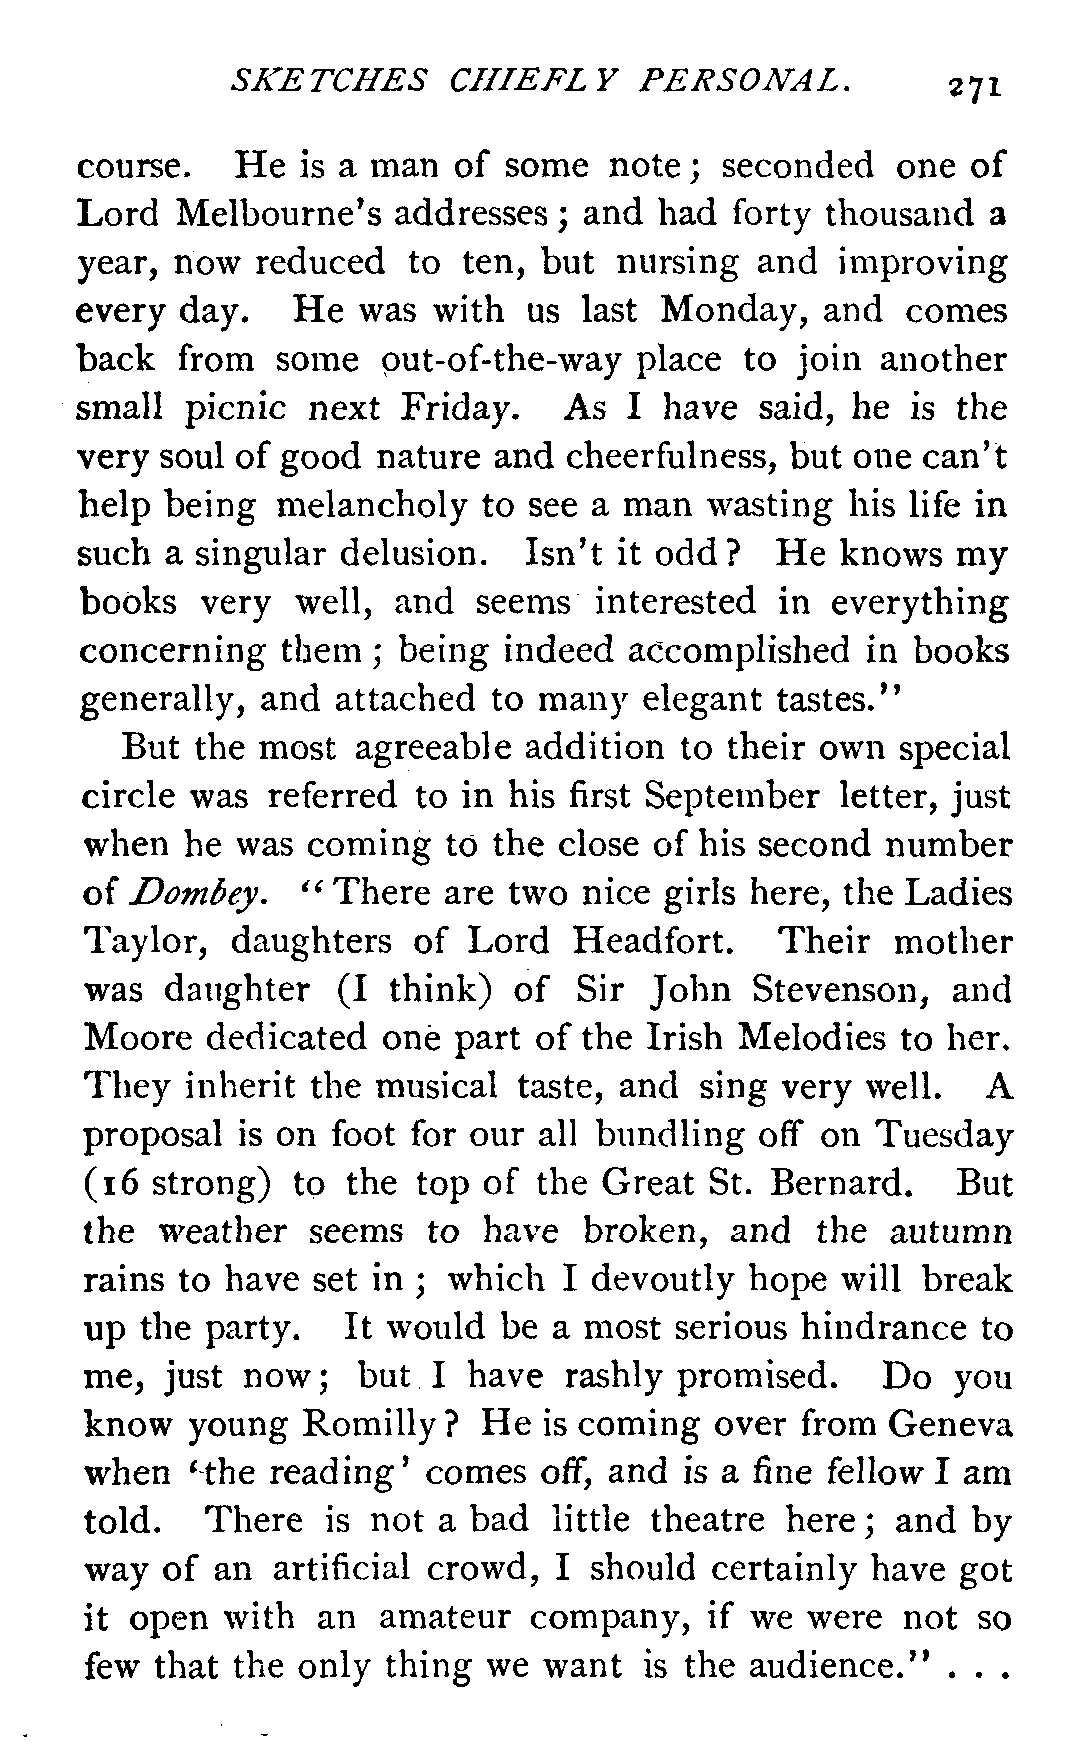 SKETCHES CHIEFLY PERSONAL. 271
course. He is a man of some note; seconded one of
Lord Melbourne's addresses; and had forty thousand a
year, now reduced to ten, but nursing and improving
every day. He was with us last Monday, and comes
back from some out-of-the-way place to join another
small picnic next Friday. As I have said, he is the
very soul of good nature and cheerfulness, but one can't
help being melancholy to see a man wasting his life in
such a singular delusion. Isn't it odd? He knows my
books very well, and seems interested in everything
concerning them; being indeed accomplished in books
generally, and attached to many elegant tastes."
But the most agreeable addition to their own special
circle was referred to in his first September letter, just
when he was coming to the close of his second number
of Dombey. "There are two nice girls here, the Ladies
Taylor, daughters of Lord Headfort. Their mother
was daughter (I think) of Sir John Stevenson, and
Moore dedicated one part of the Irish Melodies to her.
They inherit the musical taste, and sing very well. A
proposal is on foot for our all bundling off on Tuesday
(16 strong) to the top of the Great St. Bernard. But
the weather seems to have broken, and the autumn
rains to have set in; which I devoutly hope will break
up the party. It would be a most serious hindrance to
me, just now; but I have rashly promised. Do you
know young Romilly? He is coming over from Geneva
when 'the reading' comes off, and is a fine fellow I am
told. There is not a bad little theatre here; and by
way of an artificial crowd, I should certainly have got
it open with an amateur company, if we were not so
few that the only thing we want is the audience." . . .